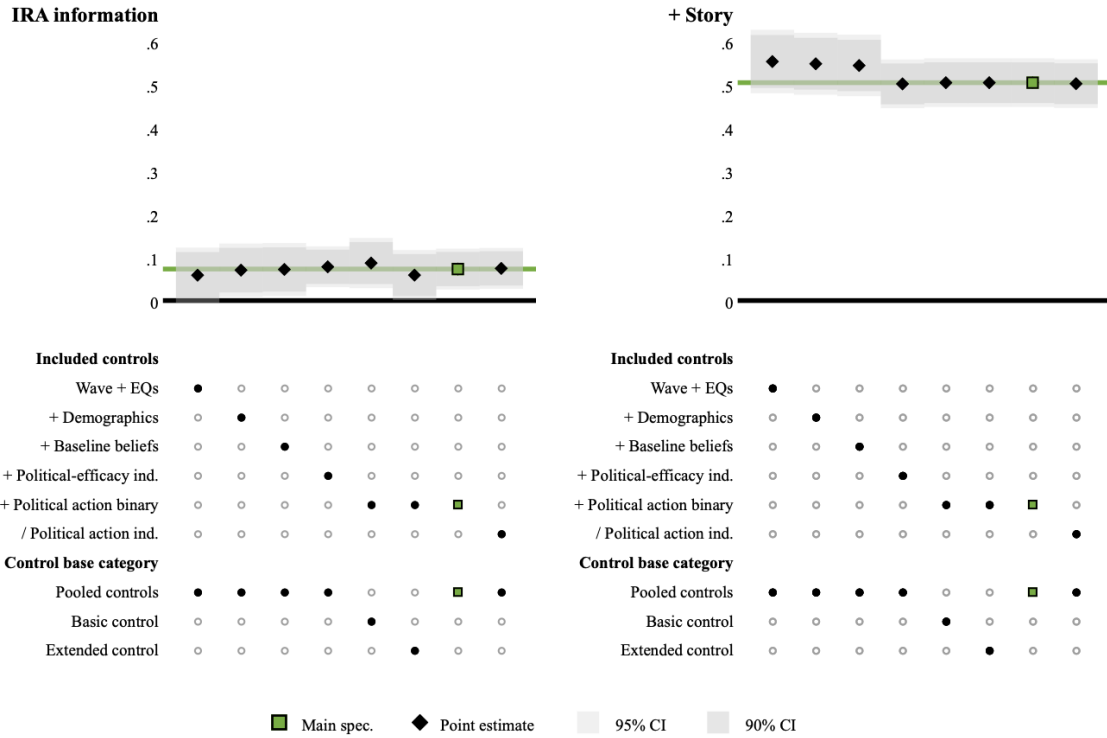 IRA information
.6
.5
.4
.3
.2
.1
0
Included controls
Wave + EQs
+ Demographics
+ Baseline beliefs
+ Political-efficacy ind.
+ Political action binary
/ Political action ind.
Control base category
Pooled controls
Basic control
Extended control
+ Story
.6
.5
.4
.3
.2
.1
0
Included controls
Wave + EQs
+ Demographics
+ Baseline beliefs
+ Political-efficacy ind.
+ Political action binary
/ Political action ind.
Control base category
Pooled controls
Basic control
Extended control
Main spec. Point estimate 95% CI 90% CI